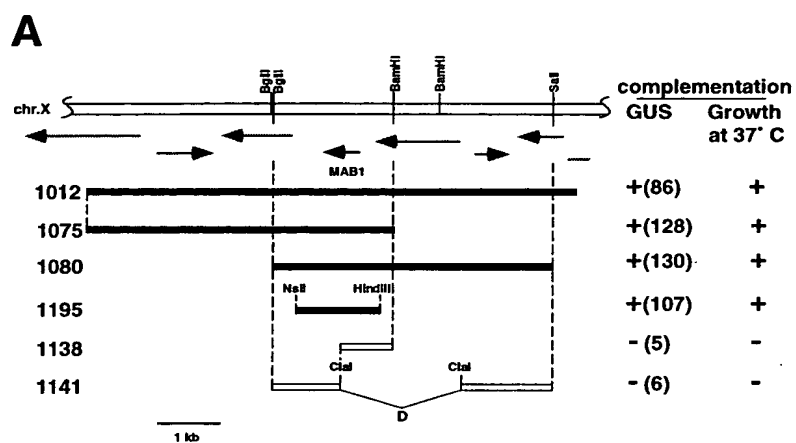 A
BglII BglII BamHI BamHI SalI
complementation
chr.X GUS Growth
at 37° C
MAB1
1012 +(86) +
1075 +(128) +
1080 +(130) +
NsiI HindIII
1195 +(107) +
1138 - (5) -
ClaI ClaI
1141 - (6) -
D
1 kb